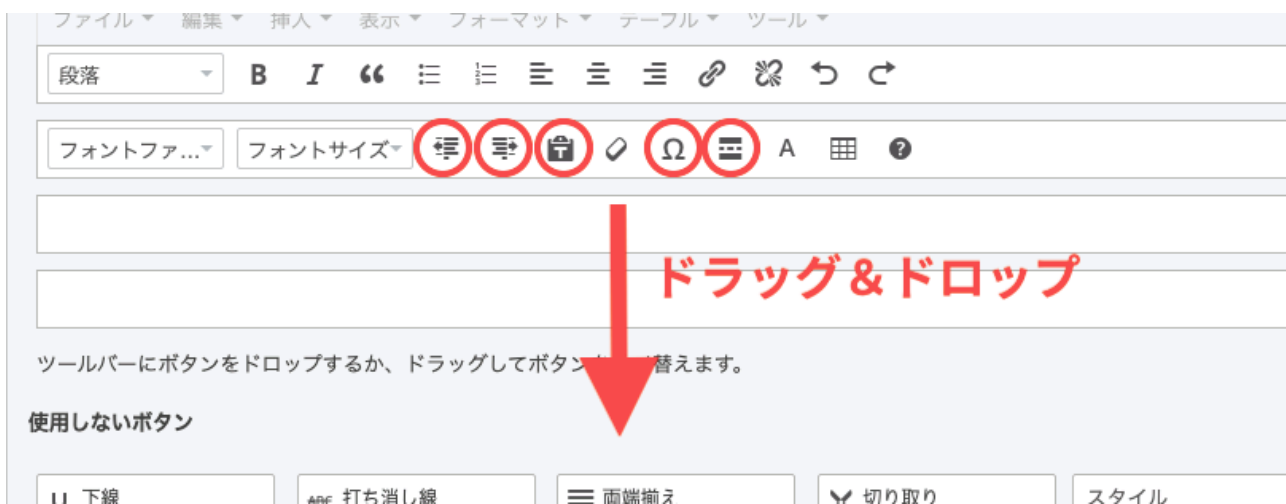 ファイル 編集 挿入 表示 フォーマット テーブル ツール
段落 B I
フォントファ... フォントサイズ Ω A
ドラッグ&ドロップ
ツールバーにボタンをドロップするか、ドラッグしてボタン 替えます。
使用しないボタン
U 下線 ABC 打ち消し線 両端揃え 切り取り スタイル